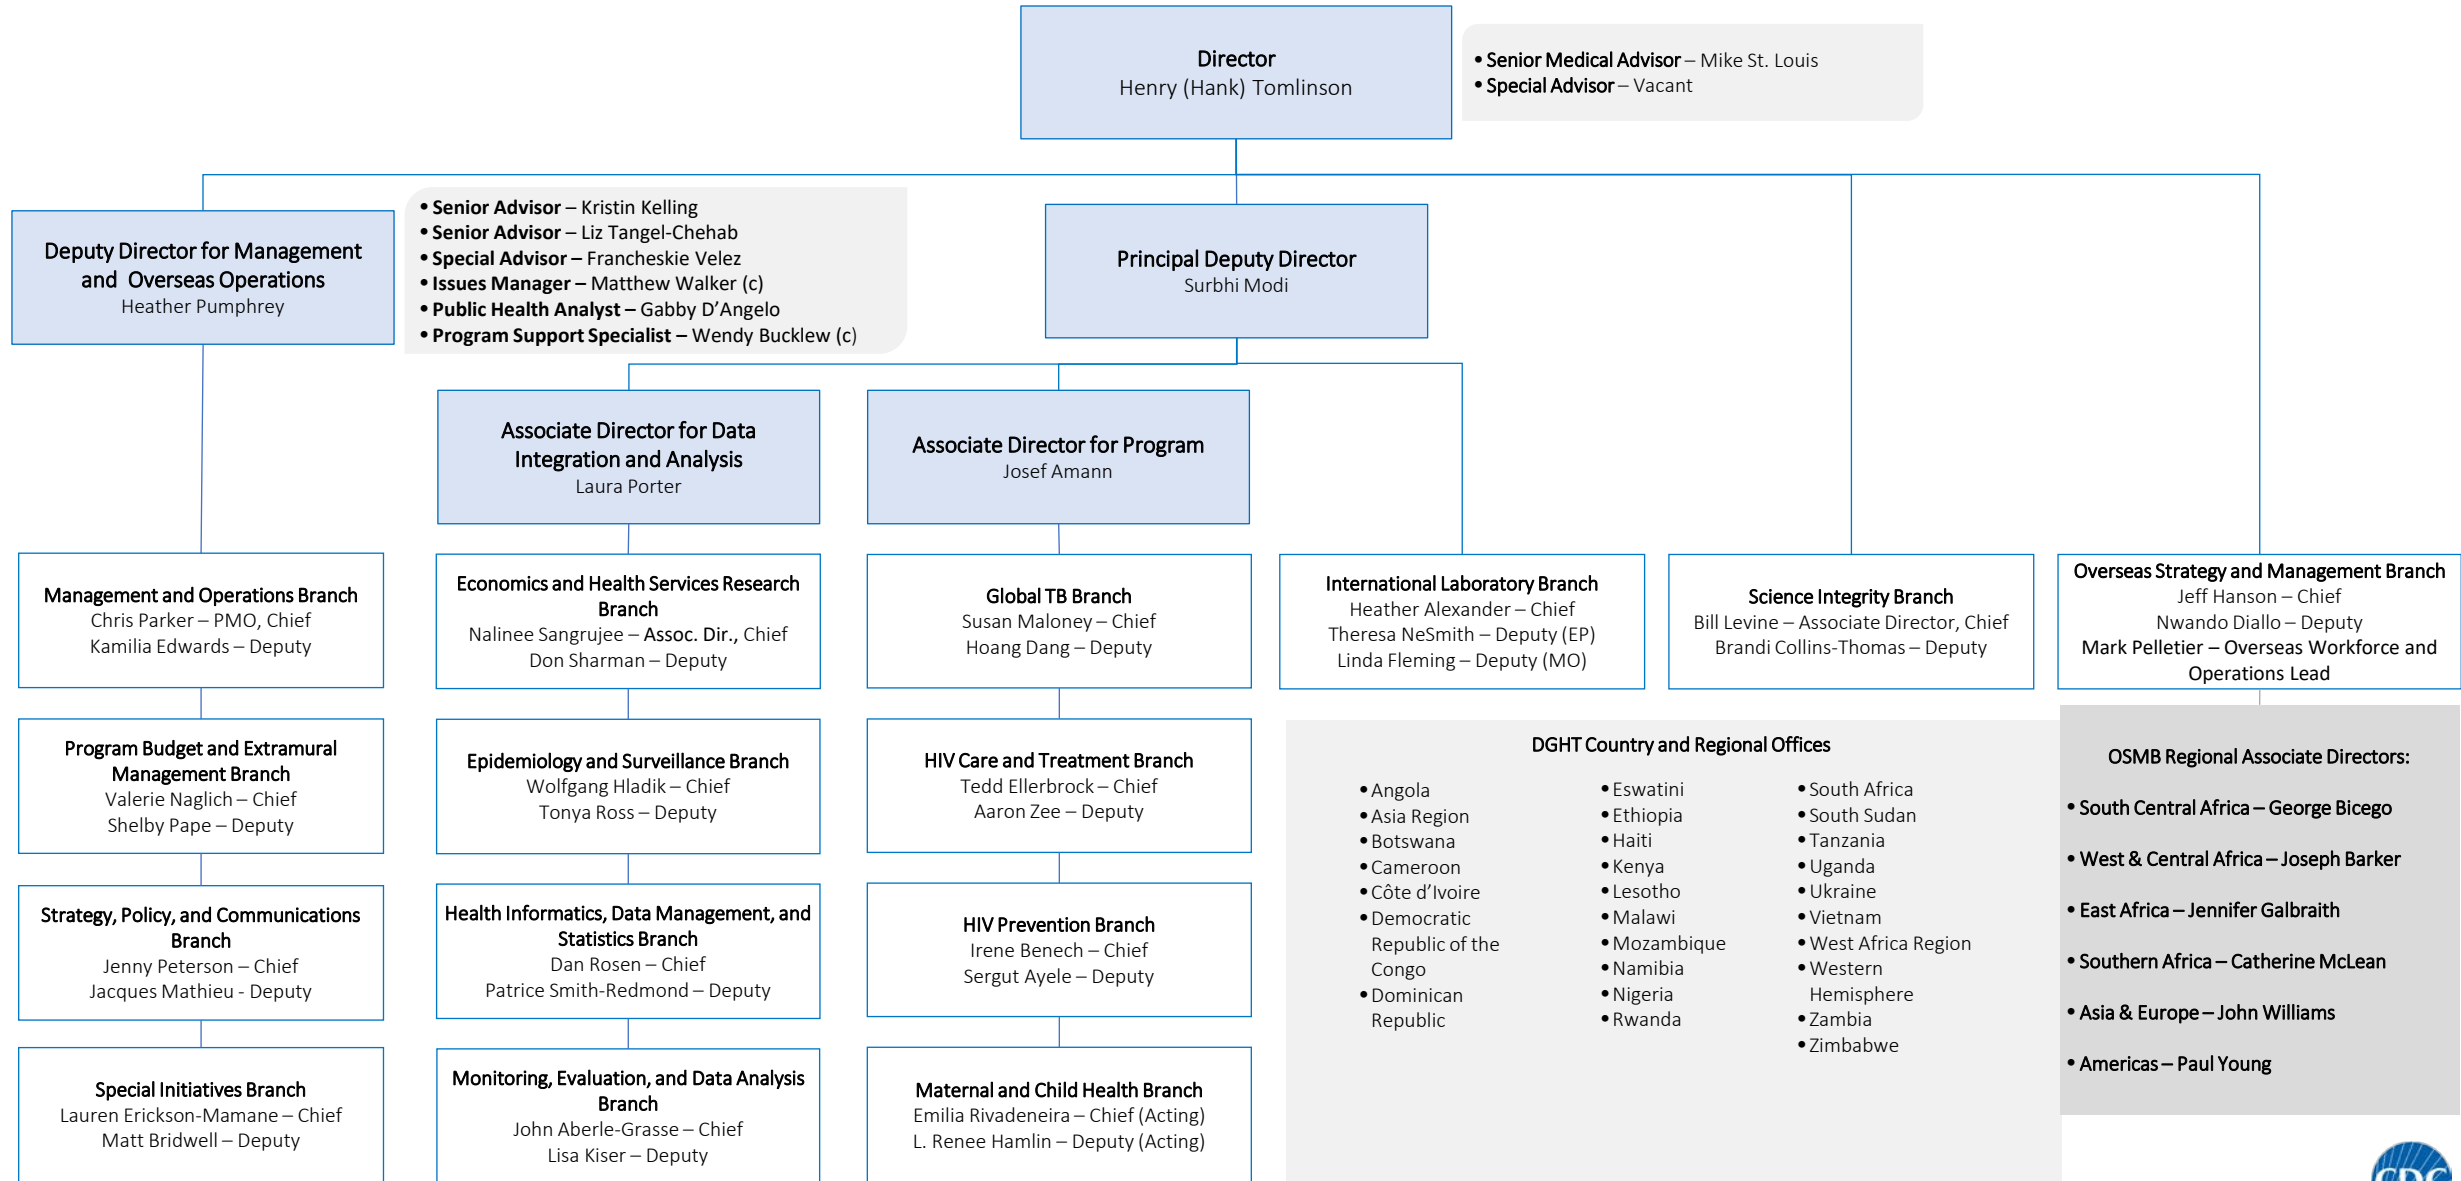 Director
Henry (Hank) Tomlinson
• Senior Medical Advisor – Mike St. Louis
• Special Advisor – Vacant
Deputy Director for Management
and Overseas Operations
Heather Pumphrey
• Senior Advisor – Kristin Kelling
• Senior Advisor – Liz Tangel-Chehab
• Special Advisor – Francheskie Velez
• Issues Manager – Matthew Walker (c)
• Public Health Analyst – Gabby D’Angelo
• Program Support Specialist – Wendy Bucklew (c)
Principal Deputy Director
Surbhi Modi
Associate Director for Data
Integration and Analysis
Laura Porter
Associate Director for Program
Josef Amann
Management and Operations Branch
Chris Parker – PMO, Chief
Kamilia Edwards – Deputy
Economics and Health Services Research
Branch
Nalinee Sangrujee – Assoc. Dir., Chief
Don Sharman – Deputy
Global TB Branch
Susan Maloney – Chief
Hoang Dang – Deputy
International Laboratory Branch
Heather Alexander – Chief
Theresa NeSmith – Deputy (EP)
Linda Fleming – Deputy (MO)
Science Integrity Branch
Bill Levine – Associate Director, Chief
Brandi Collins-Thomas – Deputy
Overseas Strategy and Management Branch
Jeff Hanson – Chief
Nwando Diallo – Deputy
Mark Pelletier – Overseas Workforce and
Operations Lead
Program Budget and Extramural
Management Branch
Valerie Naglich – Chief
Shelby Pape – Deputy
Epidemiology and Surveillance Branch
Wolfgang Hladik – Chief
Tonya Ross – Deputy
HIV Care and Treatment Branch
Tedd Ellerbrock – Chief
Aaron Zee – Deputy
Strategy, Policy, and Communications
Branch
Jenny Peterson – Chief
Jacques Mathieu - Deputy
Health Informatics, Data Management, and
Statistics Branch
Dan Rosen – Chief
Patrice Smith-Redmond – Deputy
HIV Prevention Branch
Irene Benech – Chief
Sergut Ayele – Deputy
Special Initiatives Branch
Lauren Erickson-Mamane – Chief
Matt Bridwell – Deputy
Monitoring, Evaluation, and Data Analysis
Branch
John Aberle-Grasse – Chief
Lisa Kiser – Deputy
Maternal and Child Health Branch
Emilia Rivadeneira – Chief (Acting)
L. Renee Hamlin – Deputy (Acting)
DGHT Country and Regional Offices
• Angola
• Asia Region
• Botswana
• Cameroon
• Côte d’Ivoire
• Democratic
Republic of the
Congo
• Dominican
Republic
• Eswatini
• Ethiopia
• Haiti
• Kenya
• Lesotho
• Malawi
• Mozambique
• Namibia
• Nigeria
• Rwanda
• South Africa
• South Sudan
• Tanzania
• Uganda
• Ukraine
• Vietnam
• West Africa Region
• Western
Hemisphere
• Zambia
• Zimbabwe
OSMB Regional Associate Directors:
• South Central Africa – George Bicego
• West & Central Africa – Joseph Barker
• East Africa – Jennifer Galbraith
• Southern Africa – Catherine McLean
• Asia & Europe – John Williams
• Americas – Paul Young
CDC